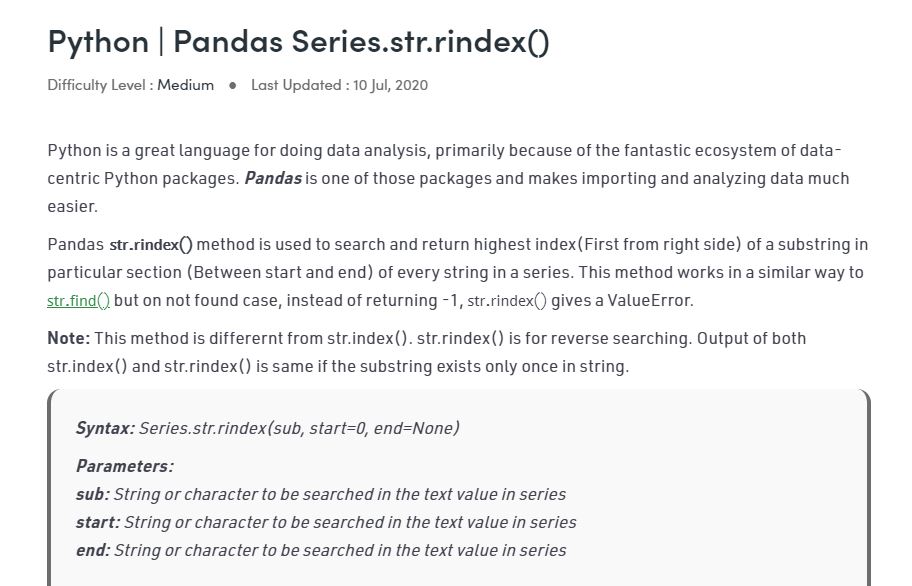 Python | Pandas Series.str.rindex()
Difficulty Level : Medium ● Last Updated : 10 Jul, 2020
Python is a great language for doing data analysis, primarily because of the fantastic ecosystem of data-
centric Python packages. Pandas is one of those packages and makes importing and analyzing data much
easier.
Pandas str.rindex() method is used to search and return highest index(First from right side) of a substring in
particular section (Between start and end) of every string in a series. This method works in a similar way to
str.find() but on not found case, instead of returning -1, str.rindex() gives a ValueError.
Note: This method is differernt from str.index(). str.rindex() is for reverse searching. Output of both
str.index() and str.rindex() is same if the substring exists only once in string.
Syntax: Series.str.rindex(sub, start=0, end=None)
Parameters:
sub: String or character to be searched in the text value in series
start: String or character to be searched in the text value in series
end: String or character to be searched in the text value in series